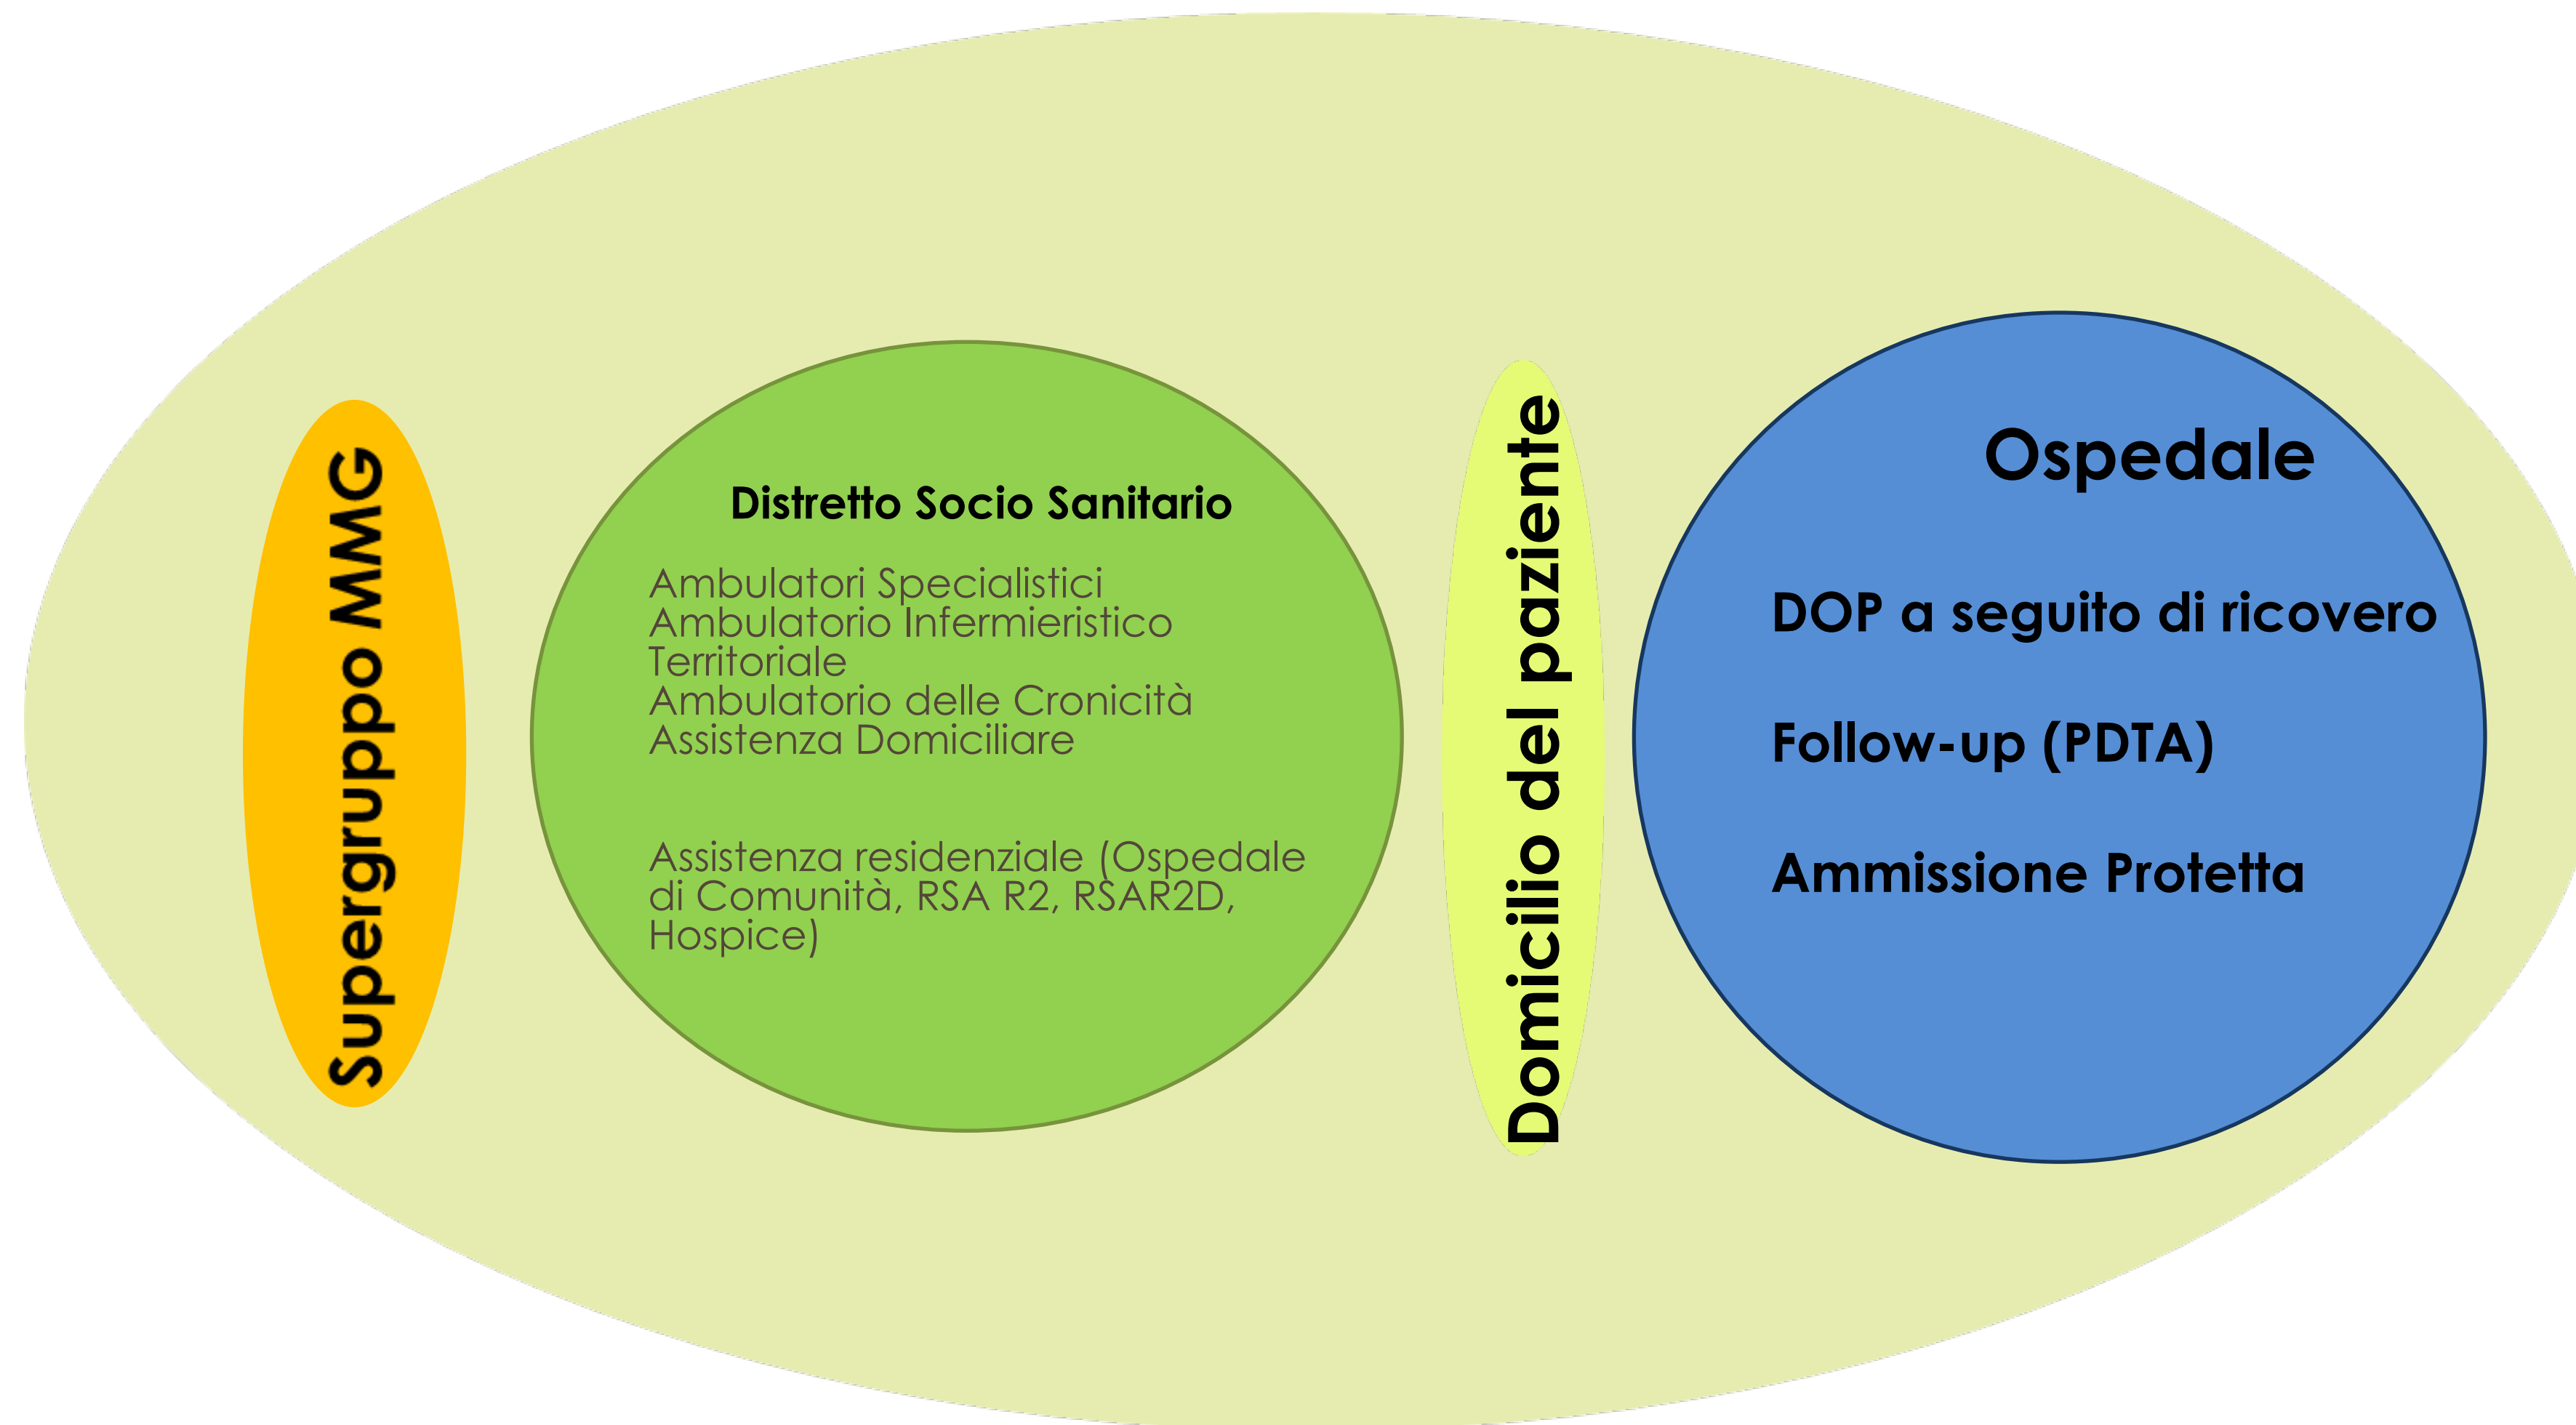 Supergruppo MMG
Distretto Socio Sanitario
Ambulatori Specialistici
Ambulatorio Infermieristico
Territoriale
Ambulatorio delle Cronicità
Assistenza Domiciliare
Assistenza residenziale (Ospedale
di Comunità, RSA R2, RSAR2D,
Hospice)
Domicilio del paziente
Ospedale
DOP a seguito di ricovero
Follow-up (PDTA)
Ammissione Protetta